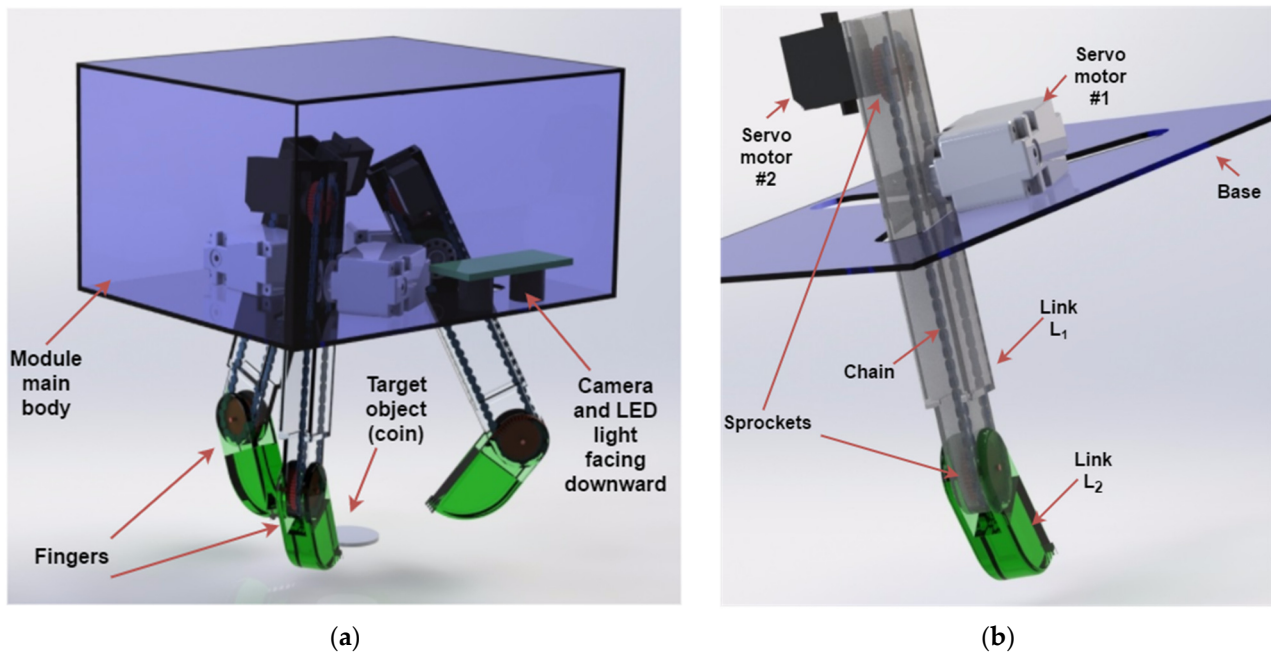 Module
main
body
Fingers
Target
object
(coin)
Camera
and LED
light
facing
downward
(a)
Servo
motor
#1
Servo
motor
#2
Base
Link
L1
Chain
Sprockets
Link
L2
(b)